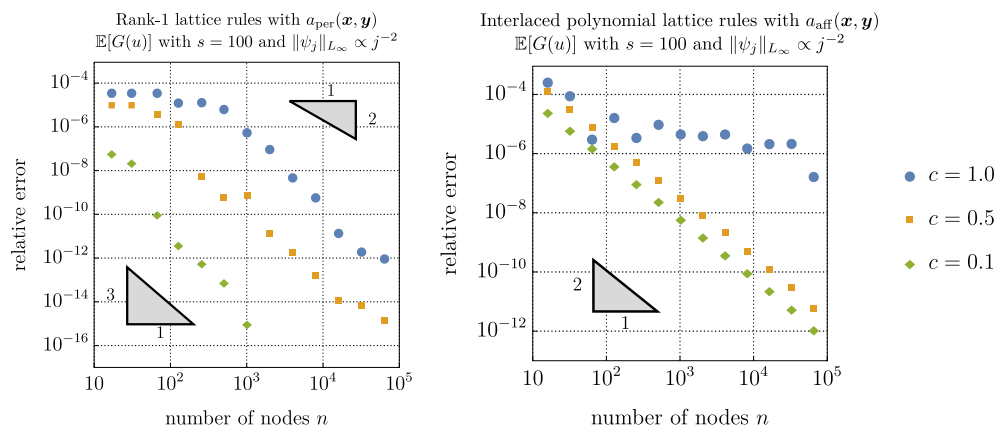 Rank-1 lattice rules with a_per(x, y)
𝔼[G(u)] with s = 100 and ‖ψ_j‖_{L_∞} ∝ j^{-2}
10^{-4}
10^{-6}
10^{-8}
10^{-10}
10^{-12}
10^{-14}
10^{-16}
relative error
1
2
3
1
10
10^2
10^3
10^4
10^5
number of nodes n
Interlaced polynomial lattice rules with a_aff(x, y)
𝔼[G(u)] with s = 100 and ‖ψ_j‖_{L_∞} ∝ j^{-2}
10^{-4}
10^{-6}
10^{-8}
10^{-10}
10^{-12}
relative error
2
1
10
10^2
10^3
10^4
10^5
number of nodes n
c = 1.0
c = 0.5
c = 0.1